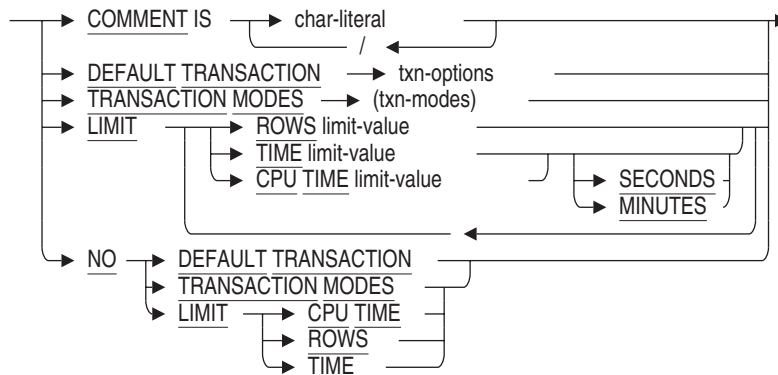 COMMENT IS char-literal
/
DEFAULT TRANSACTION txn-options
TRANSACTION MODES (txn-modes)
LIMIT ROWS limit-value
TIME limit-value
CPU TIME limit-value SECONDS
MINUTES
NO DEFAULT TRANSACTION
TRANSACTION MODES
LIMIT CPU TIME
ROWS
TIME